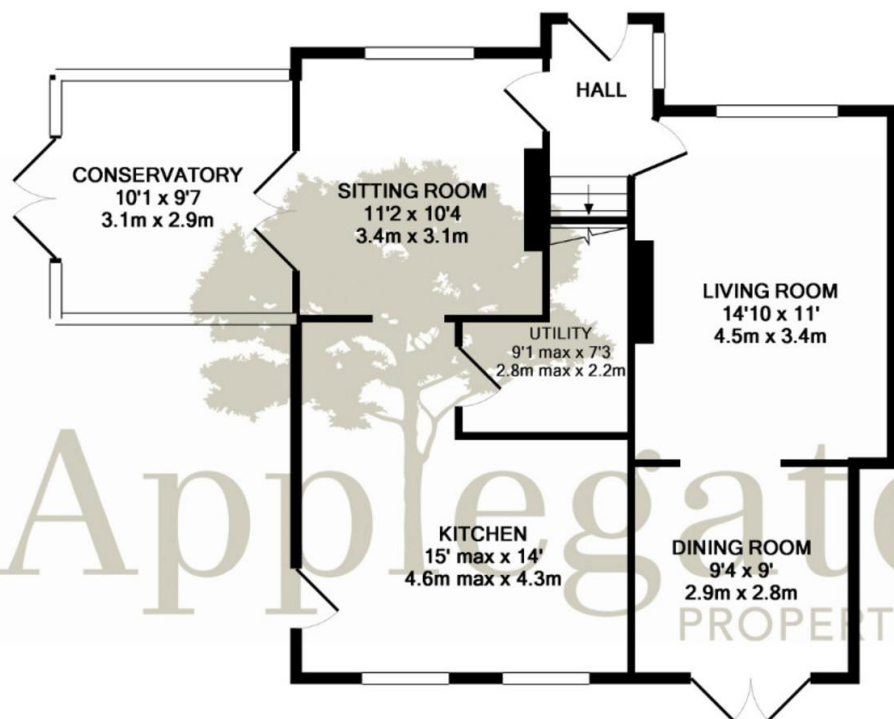 HALL
CONSERVATORY
10'1 x 9'7
3.1m x 2.9m
SITTING ROOM
11'2 x 10'4
3.4m x 3.1m
LIVING ROOM
14'10 x 11'
4.5m x 3.4m
UTILITY
9'1 max x 7'3
2.8m max x 2.2m
KITCHEN
15' max x 14'
4.6m max x 4.3m
DINING ROOM
9'4 x 9'
2.9m x 2.8m
Applegat
PROPERT